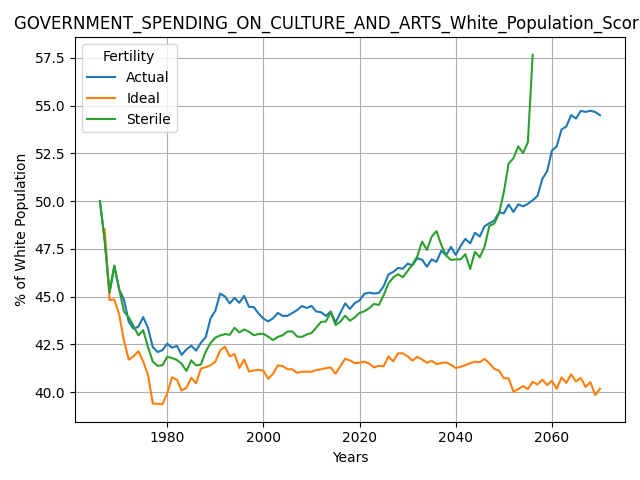 GOVERNMENT_SPENDING_ON_CULTURE_AND_ARTS_White_Population_Scor
Fertility
Actual
Ideal
Sterile
57.5
55.0
52.5
50.0
47.5
45.0
42.5
40.0
% of White Population
1980
2000
2020
2040
2060
Years